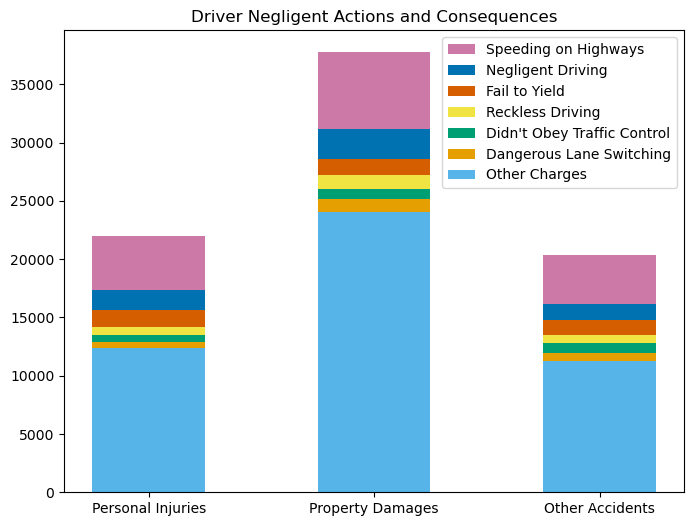 Driver Negligent Actions and Consequences
Speeding on Highways
Negligent Driving
Fail to Yield
Reckless Driving
Didn't Obey Traffic Control
Dangerous Lane Switching
Other Charges
35000
30000
25000
20000
15000
10000
5000
0
Personal Injuries
Property Damages
Other Accidents